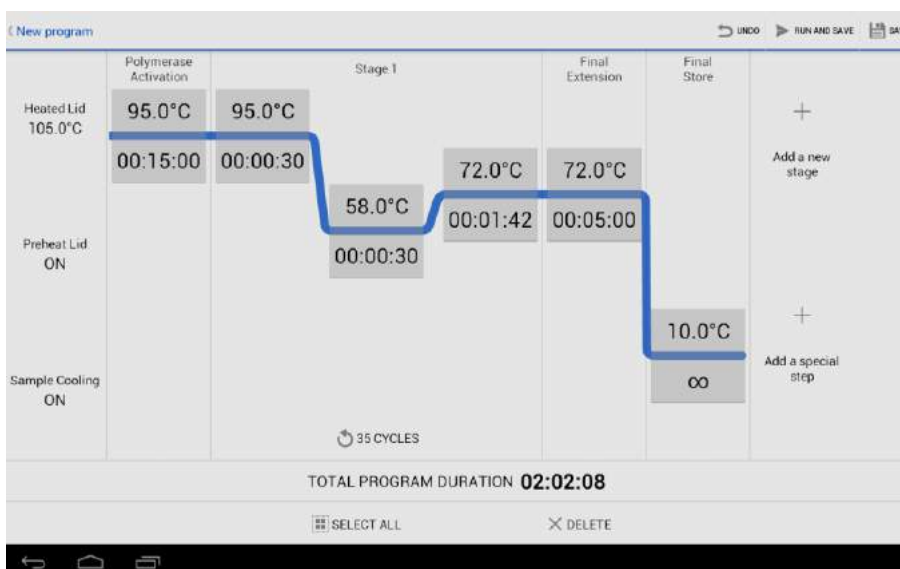 New program
UNDO
RUN AND SAVE
Heated Lid
105.0°C
Preheat Lid
ON
Sample Cooling
ON
Polymerase
Activation
95.0°C
00:15:00
Stage 1
95.0°C
00:00:30
58.0°C
00:00:30
72.0°C
00:01:42
35 CYCLES
Final
Extension
72.0°C
00:05:00
Final
Store
10.0°C
∞
Add a new
stage
Add a special
step
TOTAL PROGRAM DURATION 02:02:08
SELECT ALL
DELETE